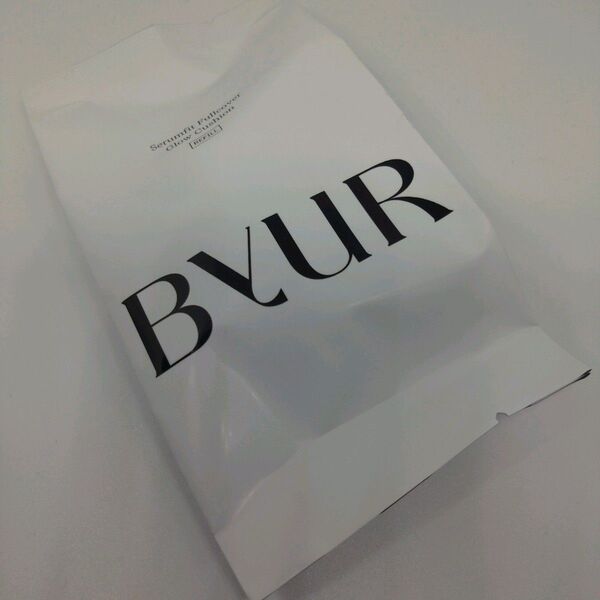 Serumfit Fullcover
Glow Cushion
[REFILL]
BYUR